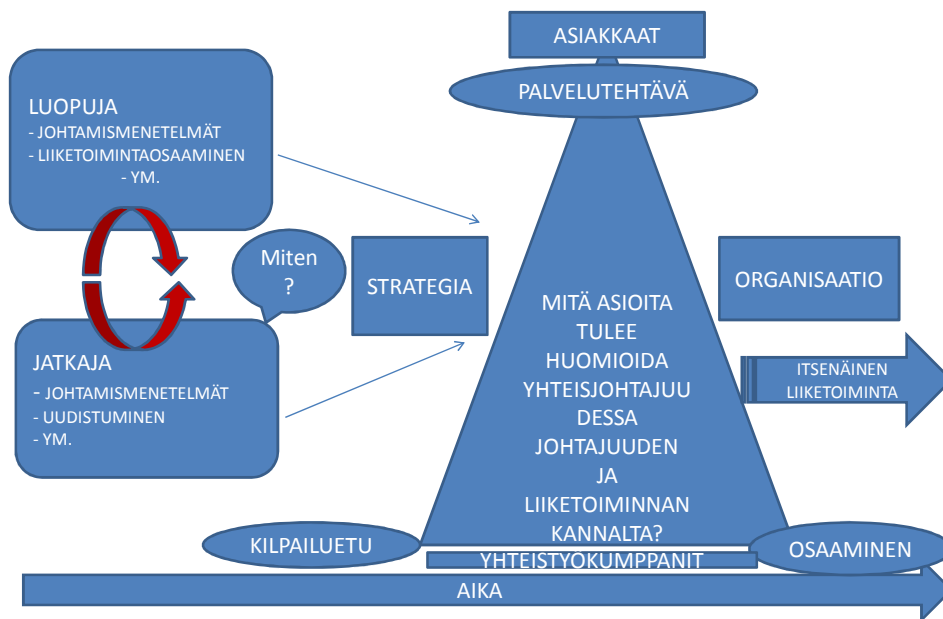 ASIAKKAAT
PALVELUTEHTÄVÄ
LUOPUJA
- JOHTAMISMENETELMÄT
- LIIKETOIMINTAOSAAMINEN
- YM.
Miten
?
STRATEGIA
ORGANISAATIO
JATKAJA
- JOHTAMISMENETELMÄT
- UUDISTUMINEN
- YM.
MITÄ ASIOITA
TULEE
HUOMIOIDA
YHTEISJOHTAJUU
DESSA
JOHTAJUUDEN
JA
LIIKETOIMINNAN
KANNALTA?
ITSENÄINEN
LIIKETOIMINTA
KILPAILUETU
YHTEISTYÖKUMPPANIT
OSAAMINEN
AIKA